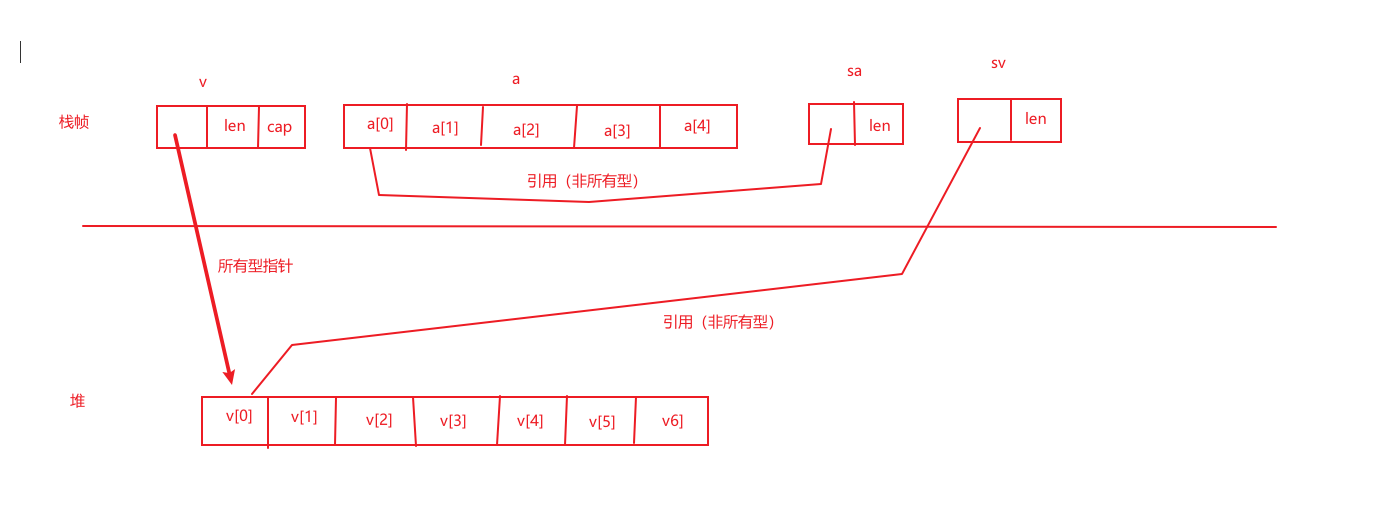 v
a
sa
sv
栈帧
len
cap
a[0]
a[1]
a[2]
a[3]
a[4]
len
len
引用（非所有型）
所有型指针
引用（非所有型）
堆
v[0]
v[1]
v[2]
v[3]
v[4]
v[5]
v6]